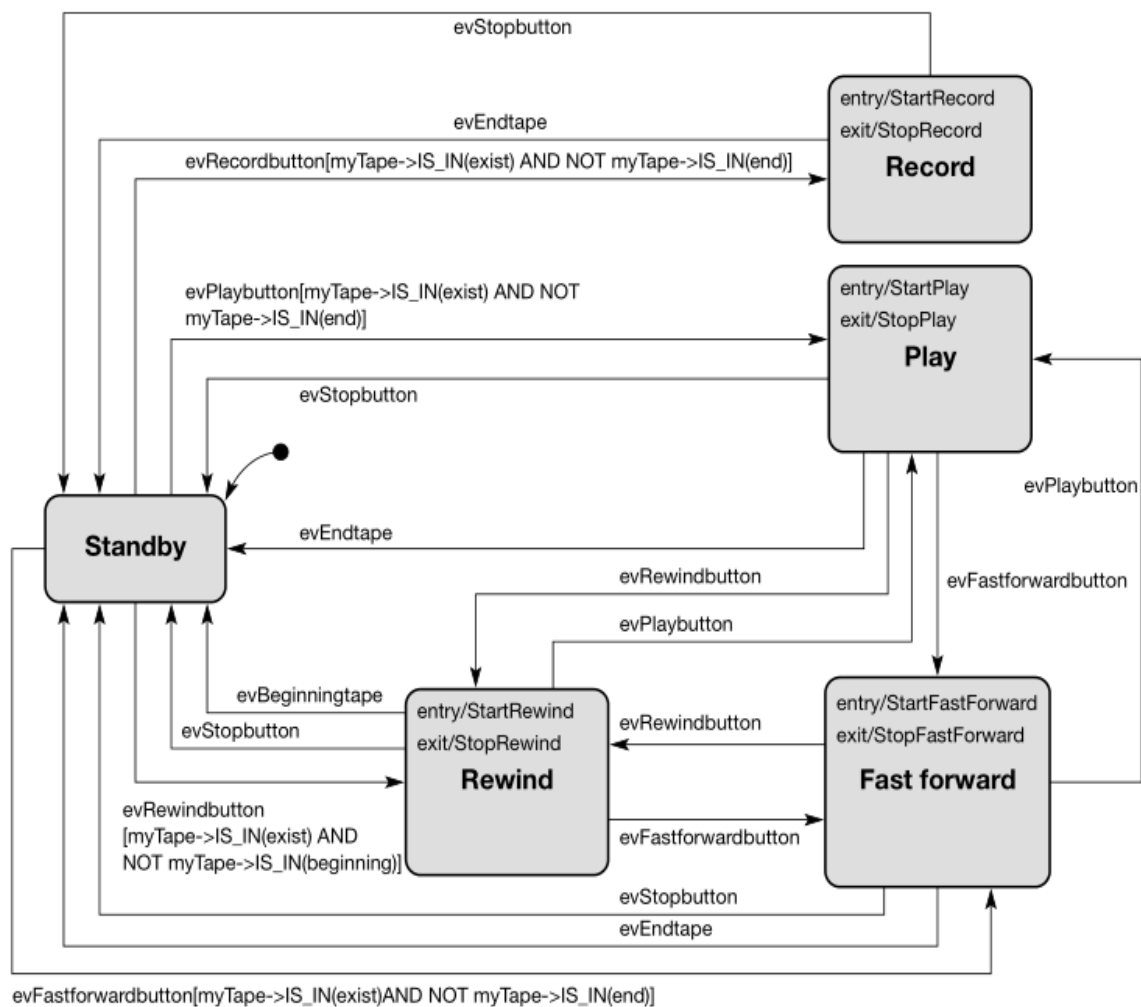 evStopbutton
entry/StartRecord
evEndtape
exit/StopRecord
evRecordbutton[myTape->IS_IN(exist) AND NOT myTape->IS_IN(end)]
Record
evPlaybutton[myTape->IS_IN(exist) AND NOT
myTape->IS_IN(end)]
entry/StartPlay
exit/StopPlay
Play
evStopbutton
evPlaybutton
Standby
evEndtape
evRewindbutton
evFastforwardbutton
evPlaybutton
evBeginningtape
evStopbutton
entry/StartRewind
exit/StopRewind
Rewind
evRewindbutton
entry/StartFastForward
exit/StopFastForward
Fast forward
evRewindbutton
[myTape->IS_IN(exist) AND
NOT myTape->IS_IN(beginning)]
evFastforwardbutton
evStopbutton
evEndtape
evFastforwardbutton[myTape->IS_IN(exist)AND NOT myTape->IS_IN(end)]